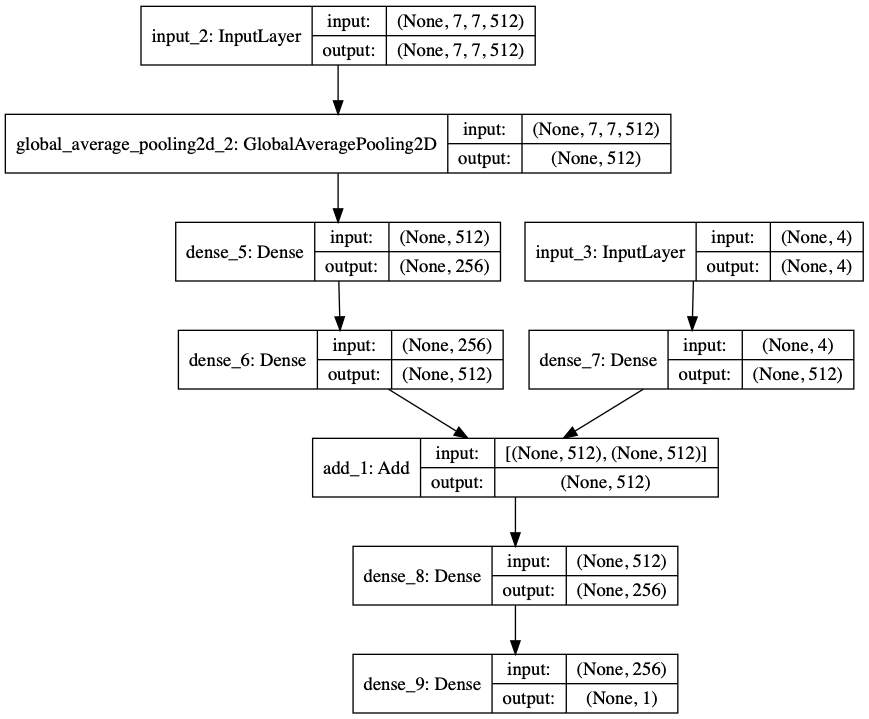 input_2: InputLayer
input: (None, 7, 7, 512)
output: (None, 7, 7, 512)
global_average_pooling2d_2: GlobalAveragePooling2D
input: (None, 7, 7, 512)
output: (None, 512)
dense_5: Dense
input: (None, 512)
output: (None, 256)
input_3: InputLayer
input: (None, 4)
output: (None, 4)
dense_6: Dense
input: (None, 256)
output: (None, 512)
dense_7: Dense
input: (None, 4)
output: (None, 512)
add_1: Add
input: [(None, 512), (None, 512)]
output: (None, 512)
dense_8: Dense
input: (None, 512)
output: (None, 256)
dense_9: Dense
input: (None, 256)
output: (None, 1)